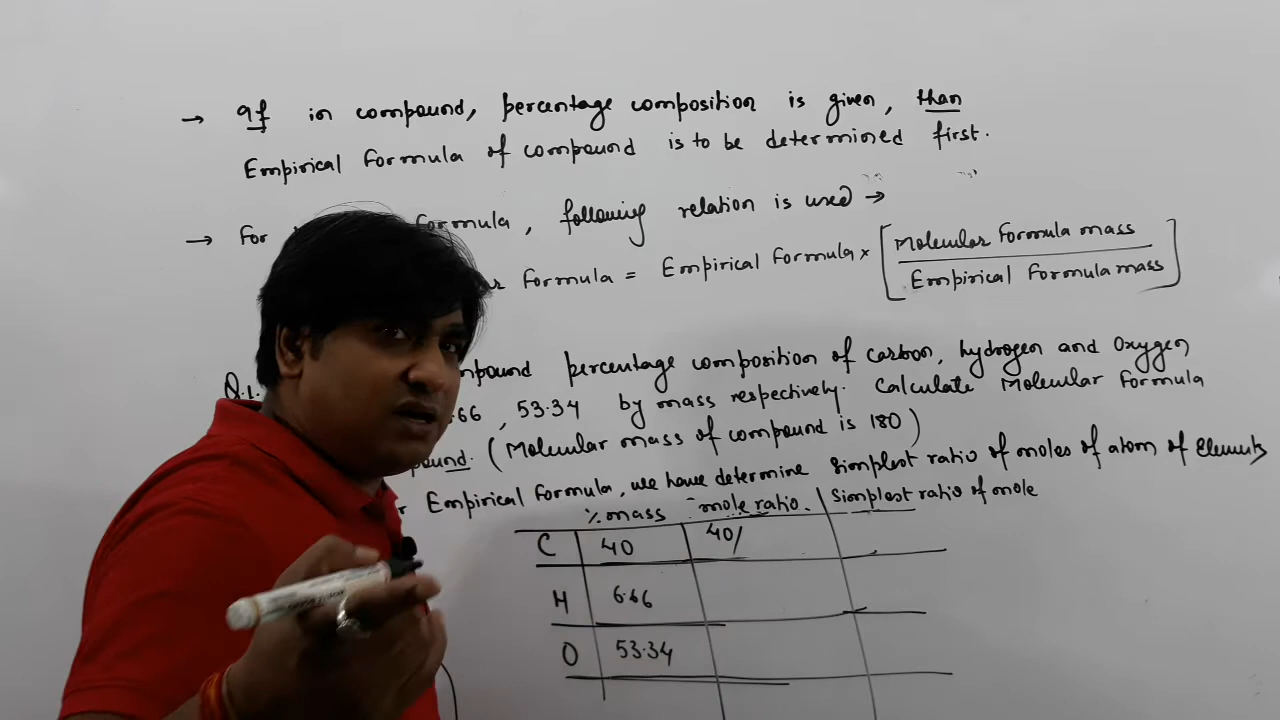 → If in compound, percentage composition is given, than
Empirical Formula of compound is to be determined first.
→ For formula, following relation is used →
Formula = Empirical Formula × [Molecular Formula mass
Empirical Formula mass]
Q.1. percentage composition of carbon, hydrogen and Oxygen
.66, 53.34 by mass respectively. Calculate Molecular Formula
(Molecular mass of compound is 180)
Empirical Formula, we have determine simplest ratio of moles of atom of Elements
% mass mole ratio. Simplest ratio of mole
C 40 40/
H 6.66
O 53.34